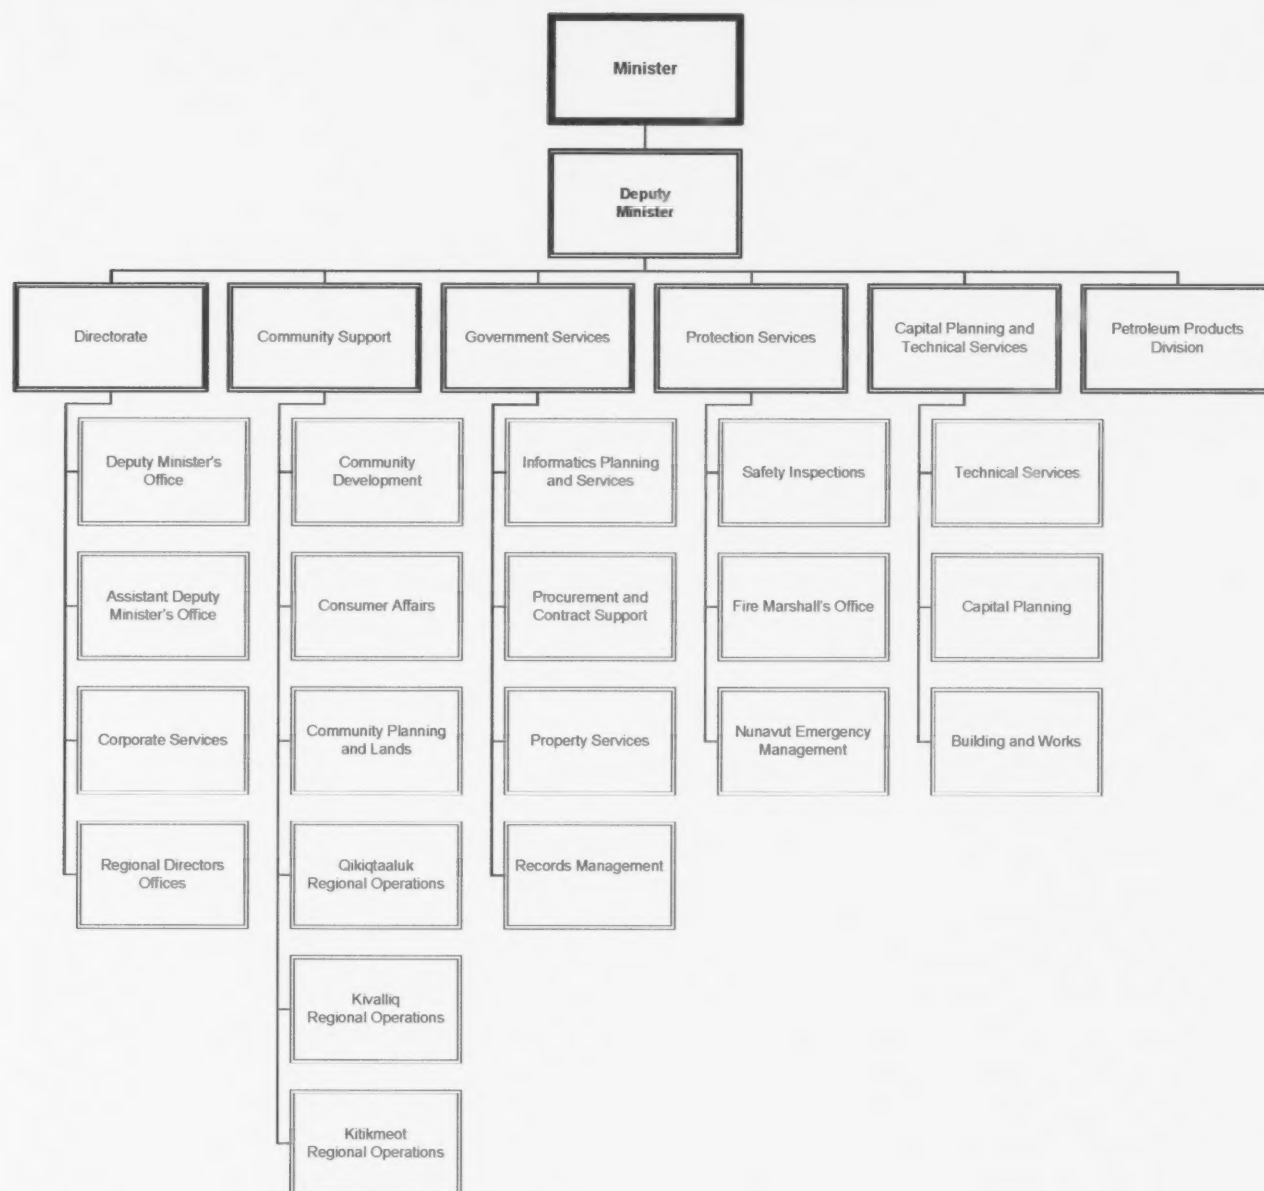 Minister
Deputy
Minister
Directorate
Community Support
Government Services
Protection Services
Capital Planning and
Technical Services
Petroleum Products
Division
Deputy Minister's
Office
Assistant Deputy
Minister's Office
Corporate Services
Regional Directors
Offices
Community
Development
Consumer Affairs
Community Planning
and Lands
Qikiqtaaluk
Regional Operations
Kivalliq
Regional Operations
Kitikmeot
Regional Operations
Informatics Planning
and Services
Procurement and
Contract Support
Property Services
Records Management
Safety Inspections
Fire Marshall's Office
Nunavut Emergency
Management
Technical Services
Capital Planning
Building and Works